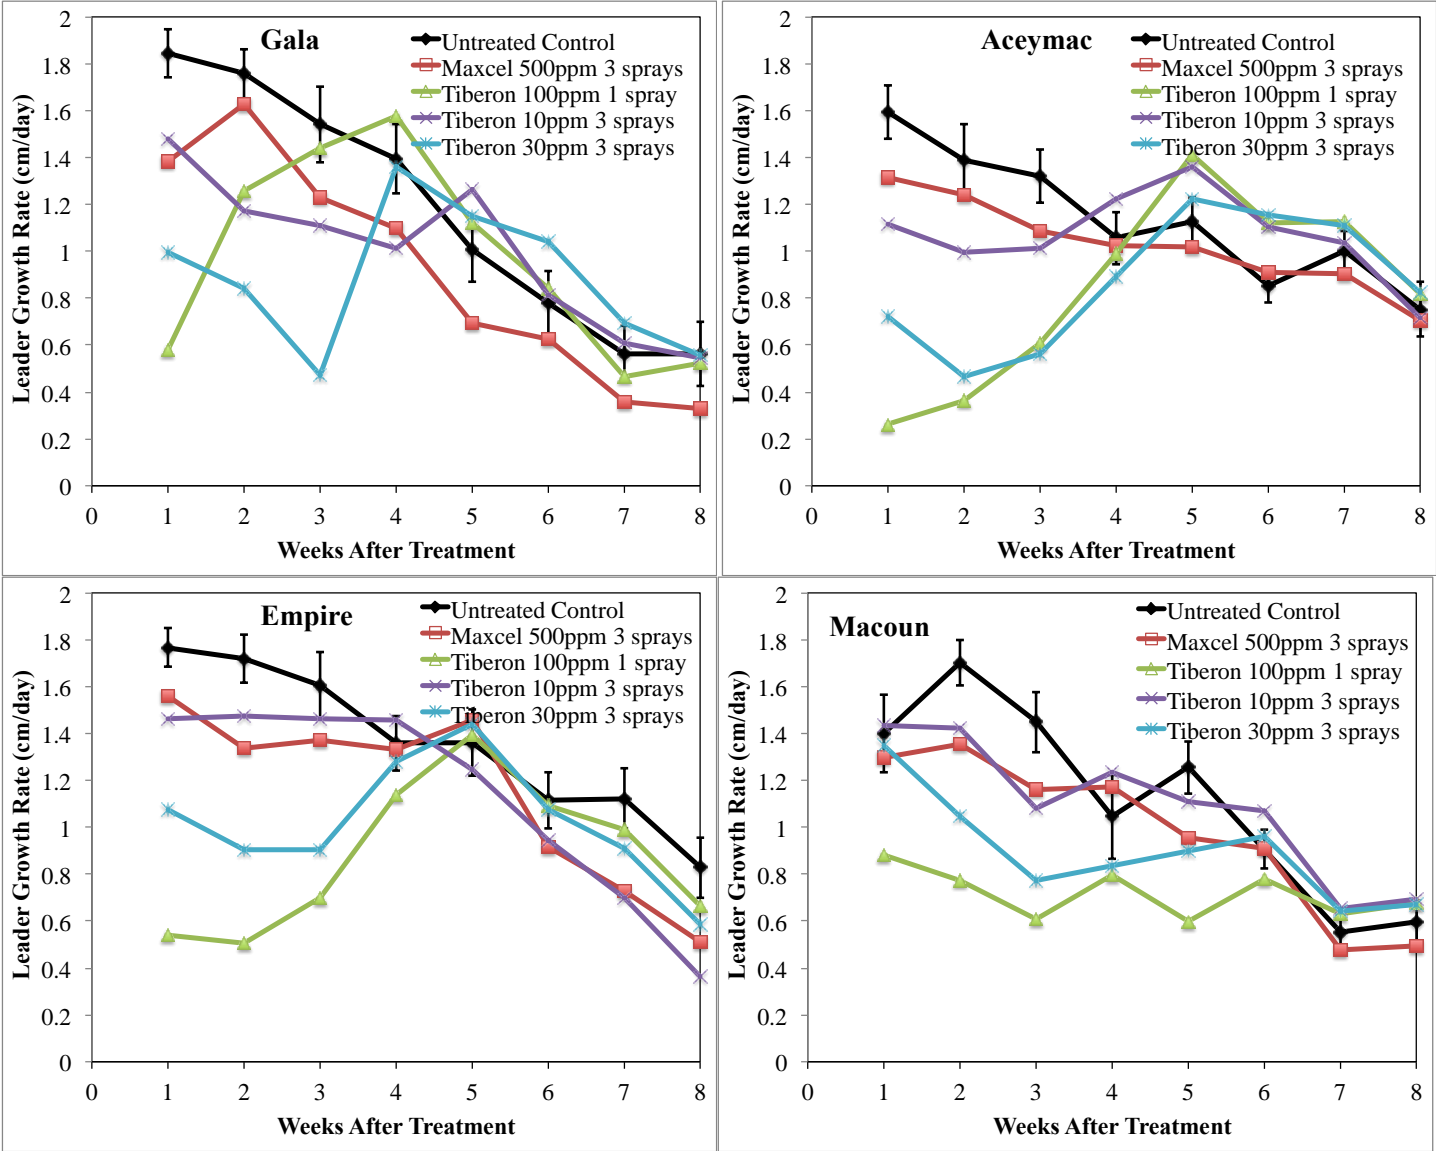 Gala
Untreated Control
Maxcel 500ppm 3 sprays
Tiberon 100ppm 1 spray
Tiberon 10ppm 3 sprays
Tiberon 30ppm 3 sprays
Leader Growth Rate (cm/day)
2
1.8
1.6
1.4
1.2
1
0.8
0.6
0.4
0.2
0
0 1 2 3 4 5 6 7 8
Weeks After Treatment
Aceymac
Untreated Control
Maxcel 500ppm 3 sprays
Tiberon 100ppm 1 spray
Tiberon 10ppm 3 sprays
Tiberon 30ppm 3 sprays
Leader Growth Rate (cm/day)
2
1.8
1.6
1.4
1.2
1
0.8
0.6
0.4
0.2
0
0 1 2 3 4 5 6 7 8
Weeks After Treatment
Empire
Untreated Control
Maxcel 500ppm 3 sprays
Tiberon 100ppm 1 spray
Tiberon 10ppm 3 sprays
Tiberon 30ppm 3 sprays
Leader Growth Rate (cm/day)
2
1.8
1.6
1.4
1.2
1
0.8
0.6
0.4
0.2
0
0 1 2 3 4 5 6 7 8
Weeks After Treatment
Macoun
Untreated Control
Maxcel 500ppm 3 sprays
Tiberon 100ppm 1 spray
Tiberon 10ppm 3 sprays
Tiberon 30ppm 3 sprays
Leader Growth Rate (cm/day)
2
1.8
1.6
1.4
1.2
1
0.8
0.6
0.4
0.2
0
0 1 2 3 4 5 6 7 8
Weeks After Treatment